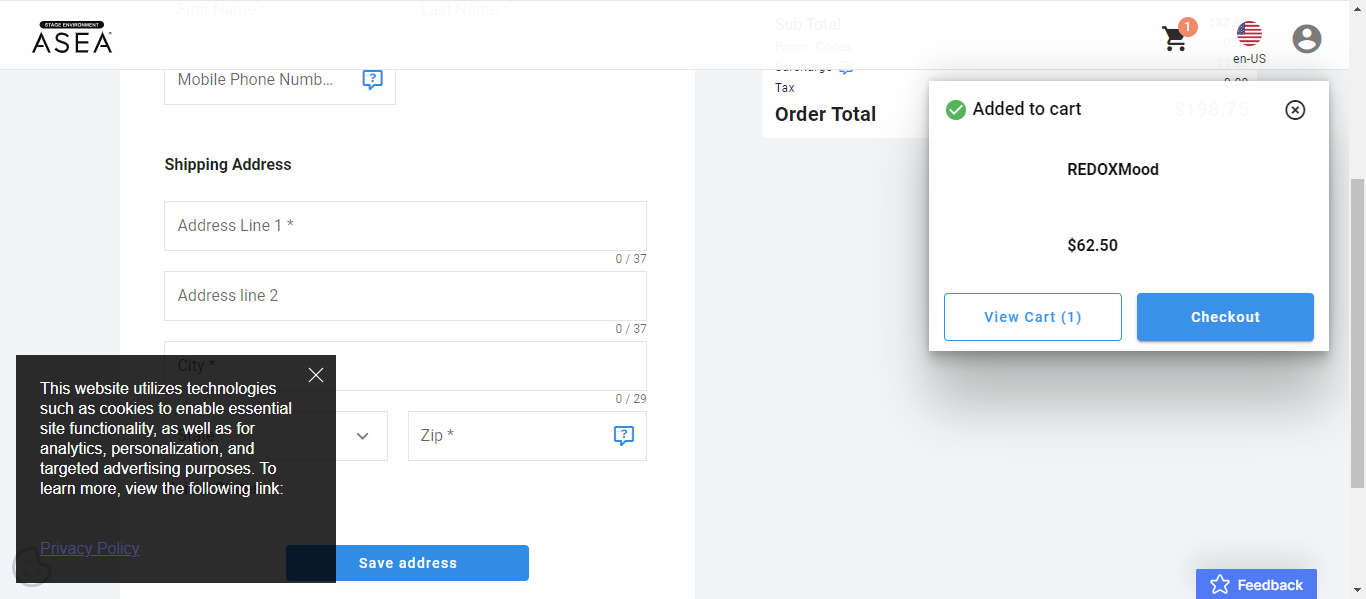 First Name *
Last Name *
STAGE ENVIRONMENT
ASEA
1
en-US
Sub Total
Promo Codes
Surcharge
Tax
0.00
Order Total
$198.75
Mobile Phone Numb...
Added to cart
REDOXMood
$62.50
View Cart (1)
Checkout
Shipping Address
Address Line 1 *
0 / 37
Address line 2
0 / 37
City *
0 / 29
State
Zip *
This website utilizes technologies
such as cookies to enable essential
site functionality, as well as for
analytics, personalization, and
targeted advertising purposes. To
learn more, view the following link:
Privacy Policy
Save address
Feedback